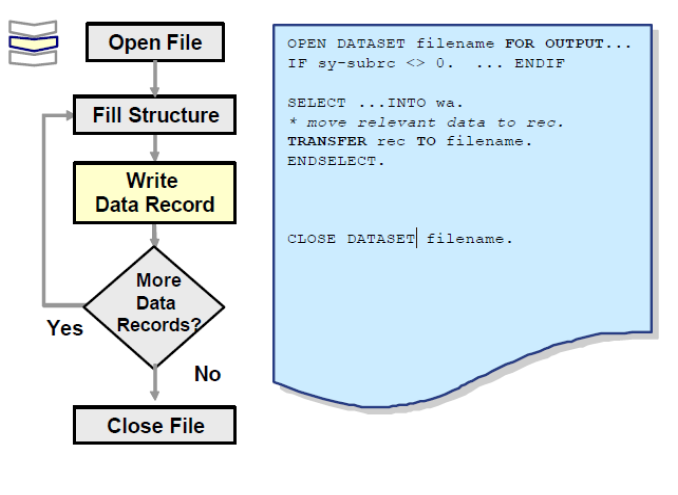 Open File
Fill Structure
Write
Data Record
More
Data
Records?
Yes
No
Close File
OPEN DATASET filename FOR OUTPUT...
IF sy-subrc <> 0.  ... ENDIF
SELECT ...INTO wa.
* move relevant data to rec.
TRANSFER rec TO filename.
ENDSELECT.
CLOSE DATASET filename.